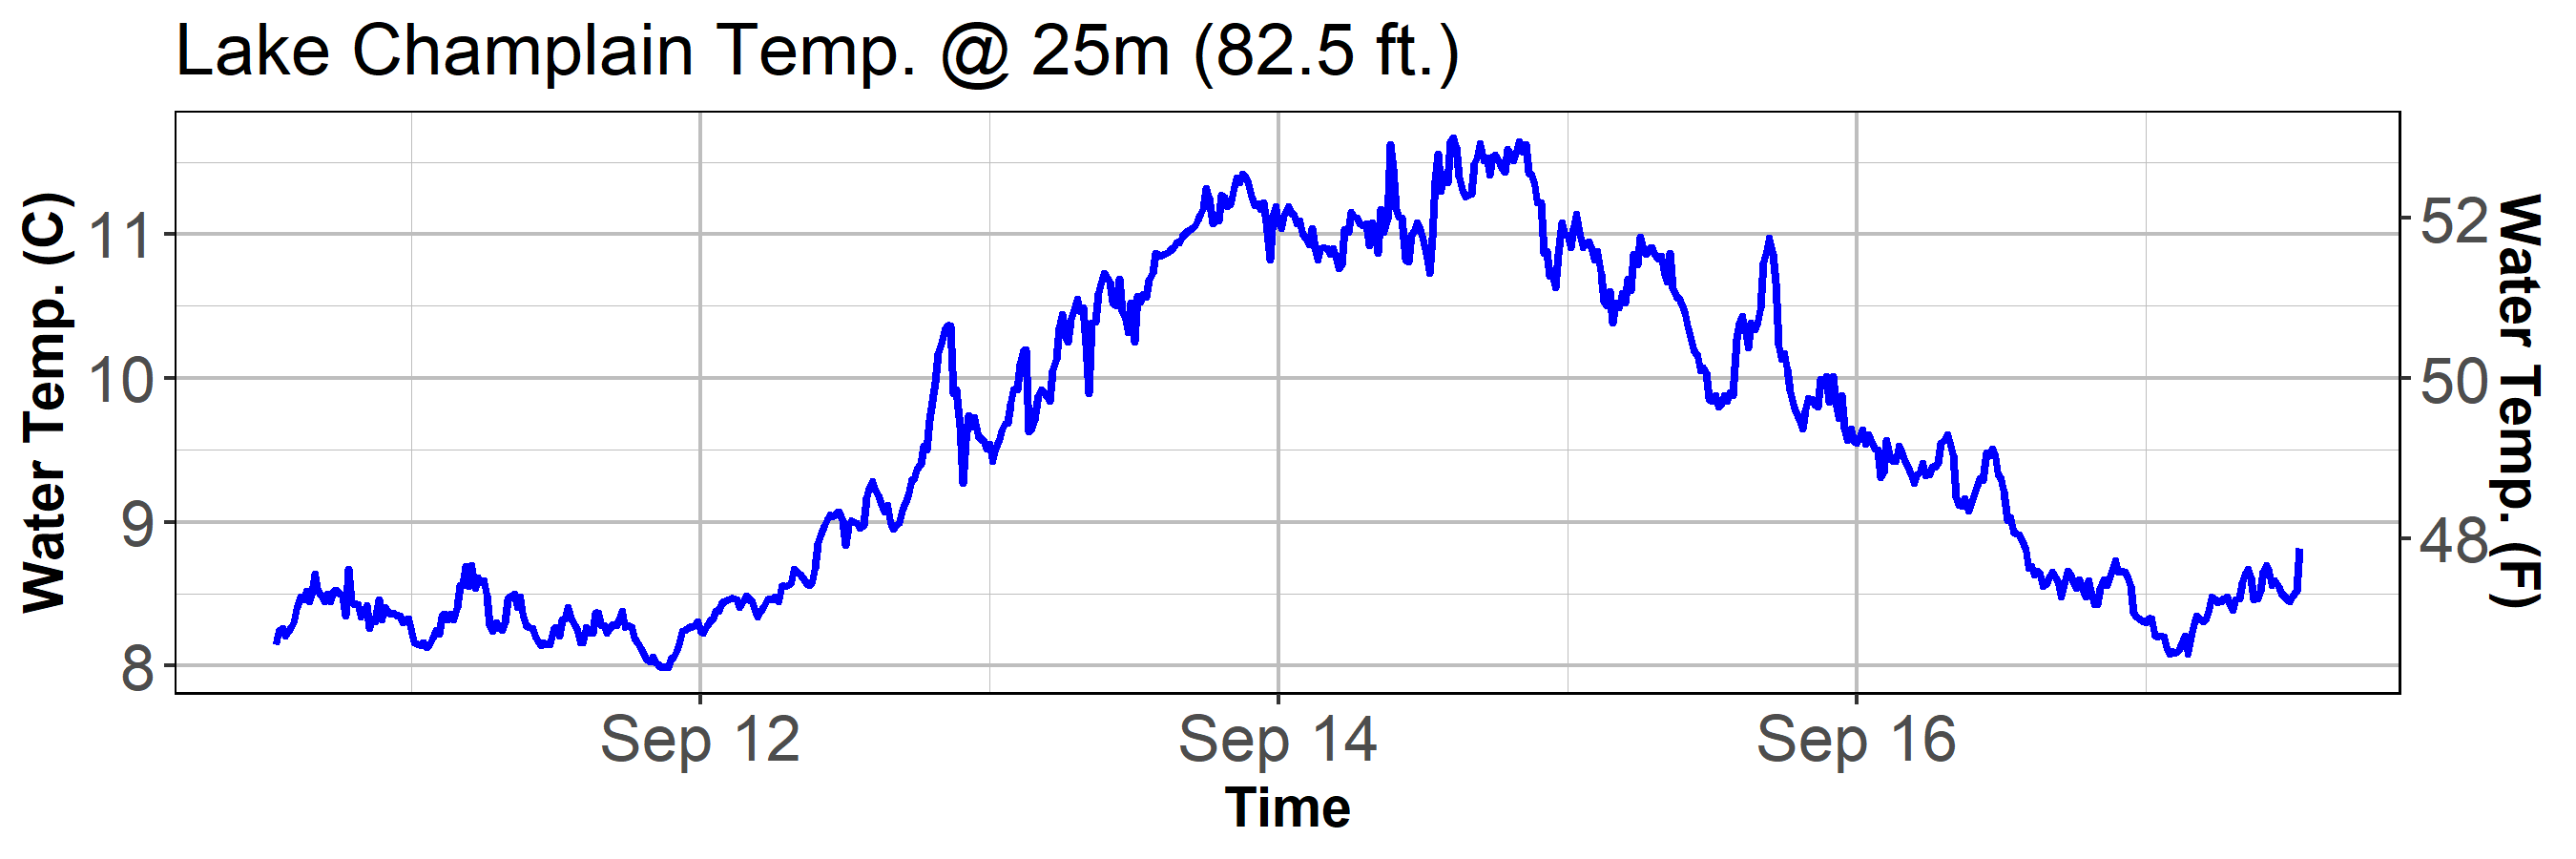 Lake Champlain Temp. @ 25m (82.5 ft.)
Water Temp. (C)
11
10
9
8
52
50
48
Water Temp. (F)
Sep 12
Sep 14
Sep 16
Time